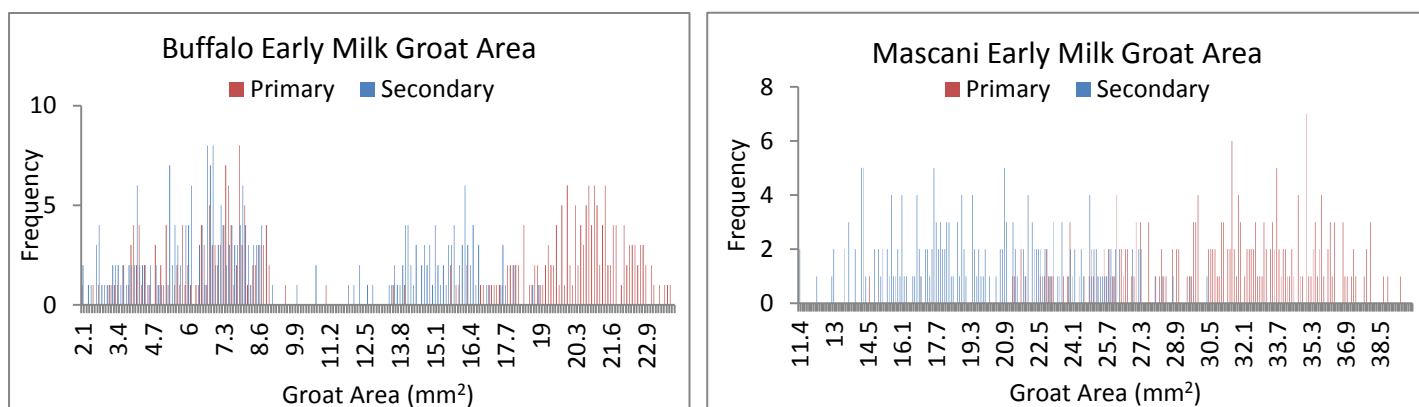 Buffalo Early Milk Groat Area
Primary Secondary
10
5
0
Frequency
2.1 3.4 4.7 6 7.3 8.6 9.9 11.2 12.5 13.8 15.1 16.4 17.7 19 20.3 21.6 22.9
Groat Area (mm²)
Mascani Early Milk Groat Area
Primary Secondary
8
6
4
2
0
Frequency
11.4 13 14.5 16.1 17.7 19.3 20.9 22.5 24.1 25.7 27.3 28.9 30.5 32.1 33.7 35.3 36.9 38.5
Groat Area (mm²)